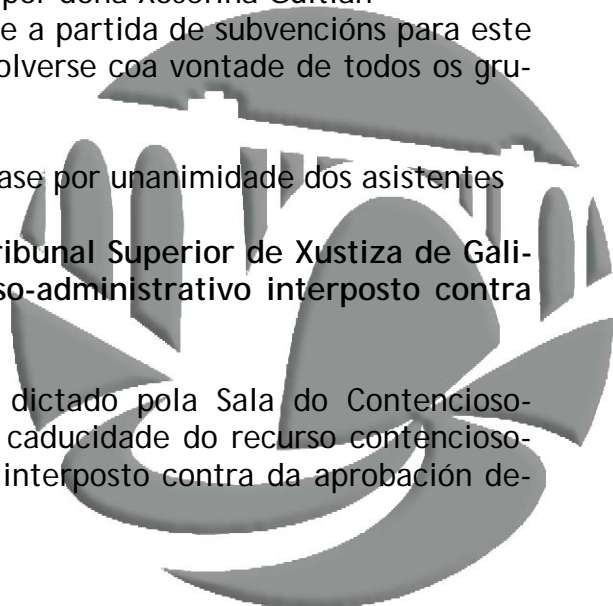 por dona Xosefina Guitián
e a partida de subvencións para este
olverse coa vontade de todos os gru-
ase por unanimidade dos asistentes
ribunal Superior de Xustiza de Gali-
so-administrativo interposto contra
dictado pola Sala do Contencioso-
caducidade do recurso contencioso-
interposto contra da aprobación de-